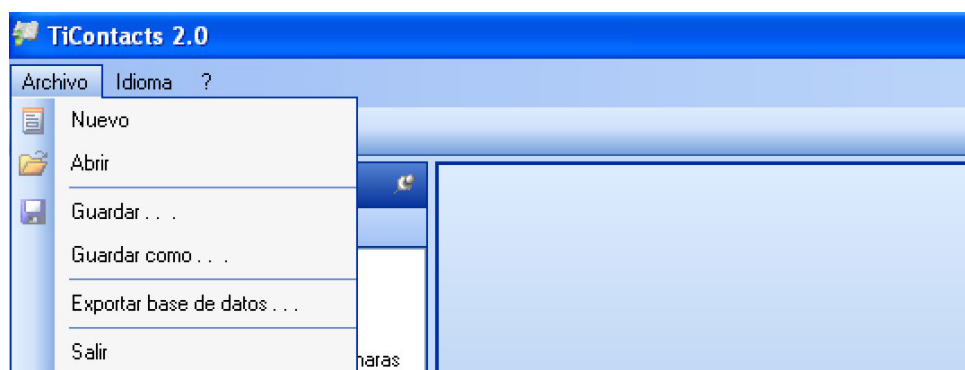 TiContacts 2.0
Archivo Idioma ?
Nuevo
Abrir
Guardar . . .
Guardar como . . .
Exportar base de datos . . .
Salir